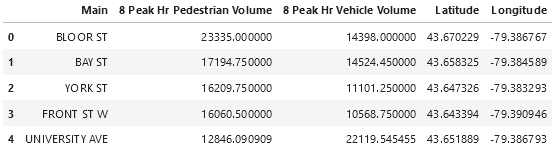 Main 8 Peak Hr Pedestrian Volume 8 Peak Hr Vehicle Volume Latitude Longitude
0 BLOOR ST 23335.000000 14398.000000 43.670229 -79.386767
1 BAY ST 17194.750000 14524.450000 43.658325 -79.384589
2 YORK ST 16209.750000 11101.250000 43.647326 -79.383293
3 FRONT ST W 16060.500000 10568.750000 43.643394 -79.390946
4 UNIVERSITY AVE 12846.090909 22119.545455 43.651889 -79.386793